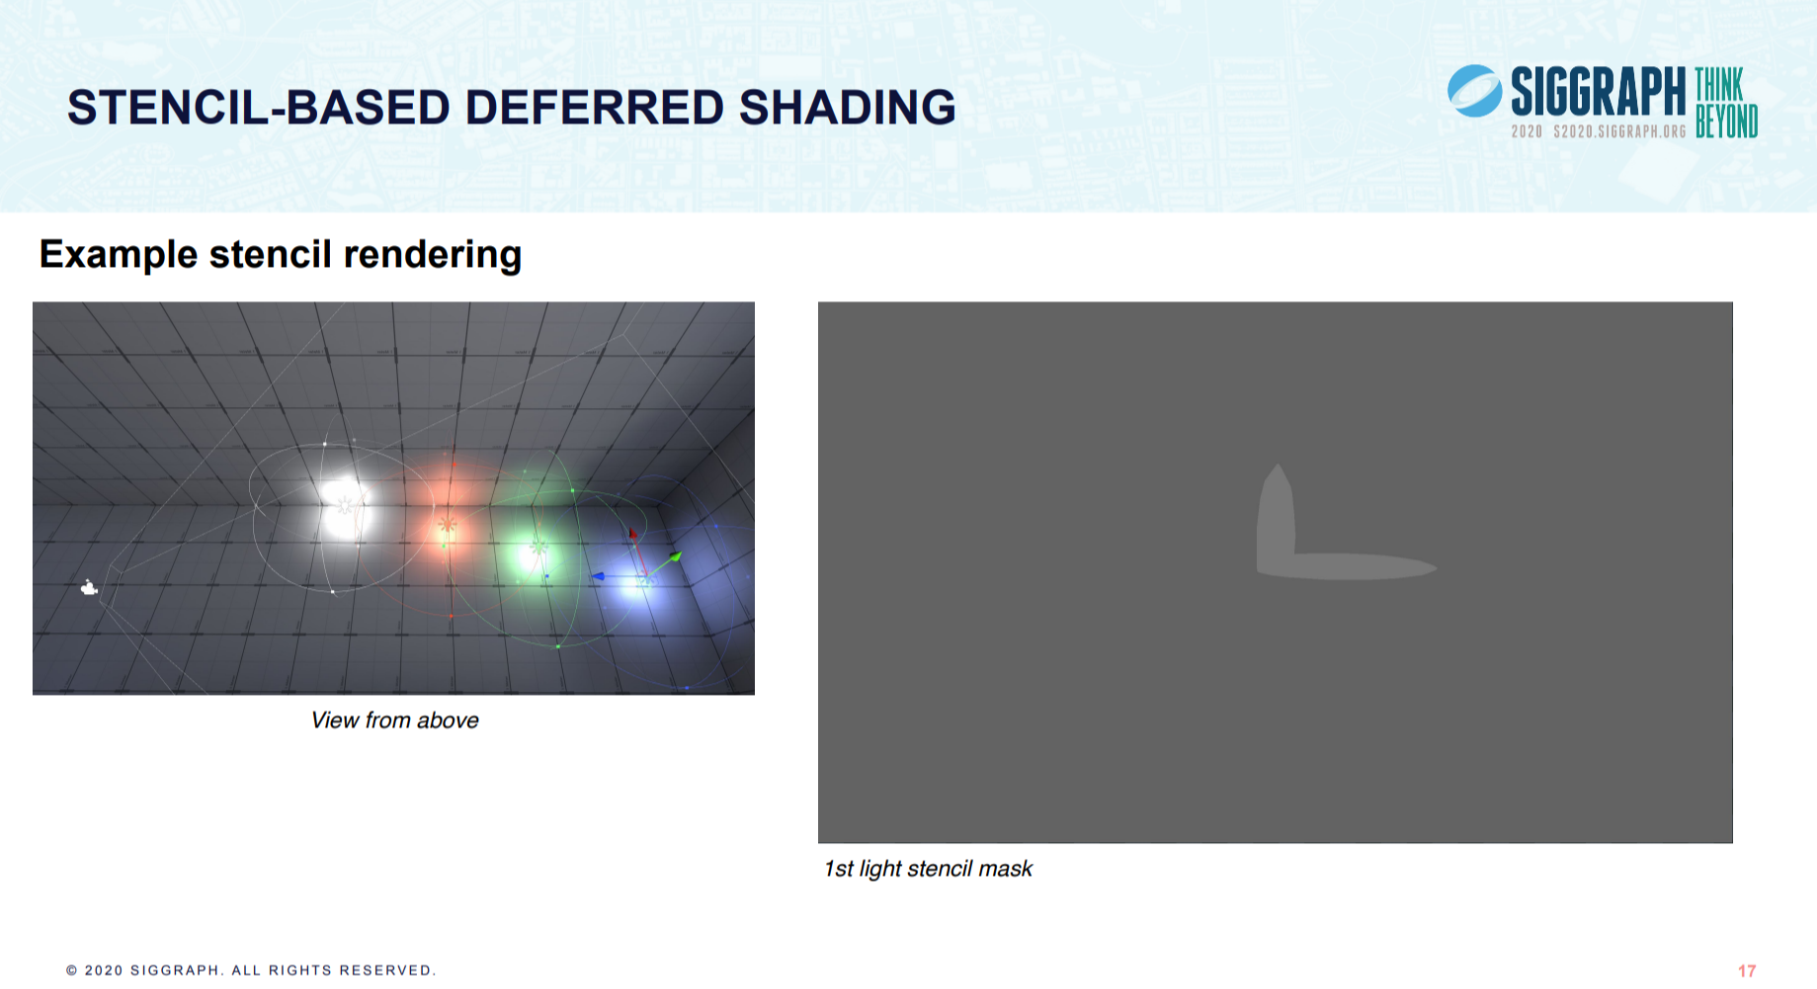 STENCIL-BASED DEFERRED SHADING
SIGGRAPH THINK BEYOND
2020 S2020.SIGGRAPH.ORG
Example stencil rendering
View from above
1st light stencil mask
© 2020 SIGGRAPH. ALL RIGHTS RESERVED.
17